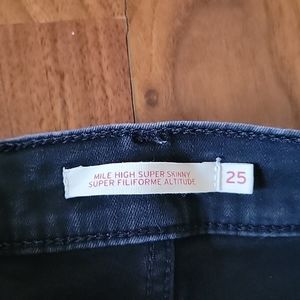 MILE HIGH SUPER SKINNY
SUPER FILIFORME ALTITUDE
25